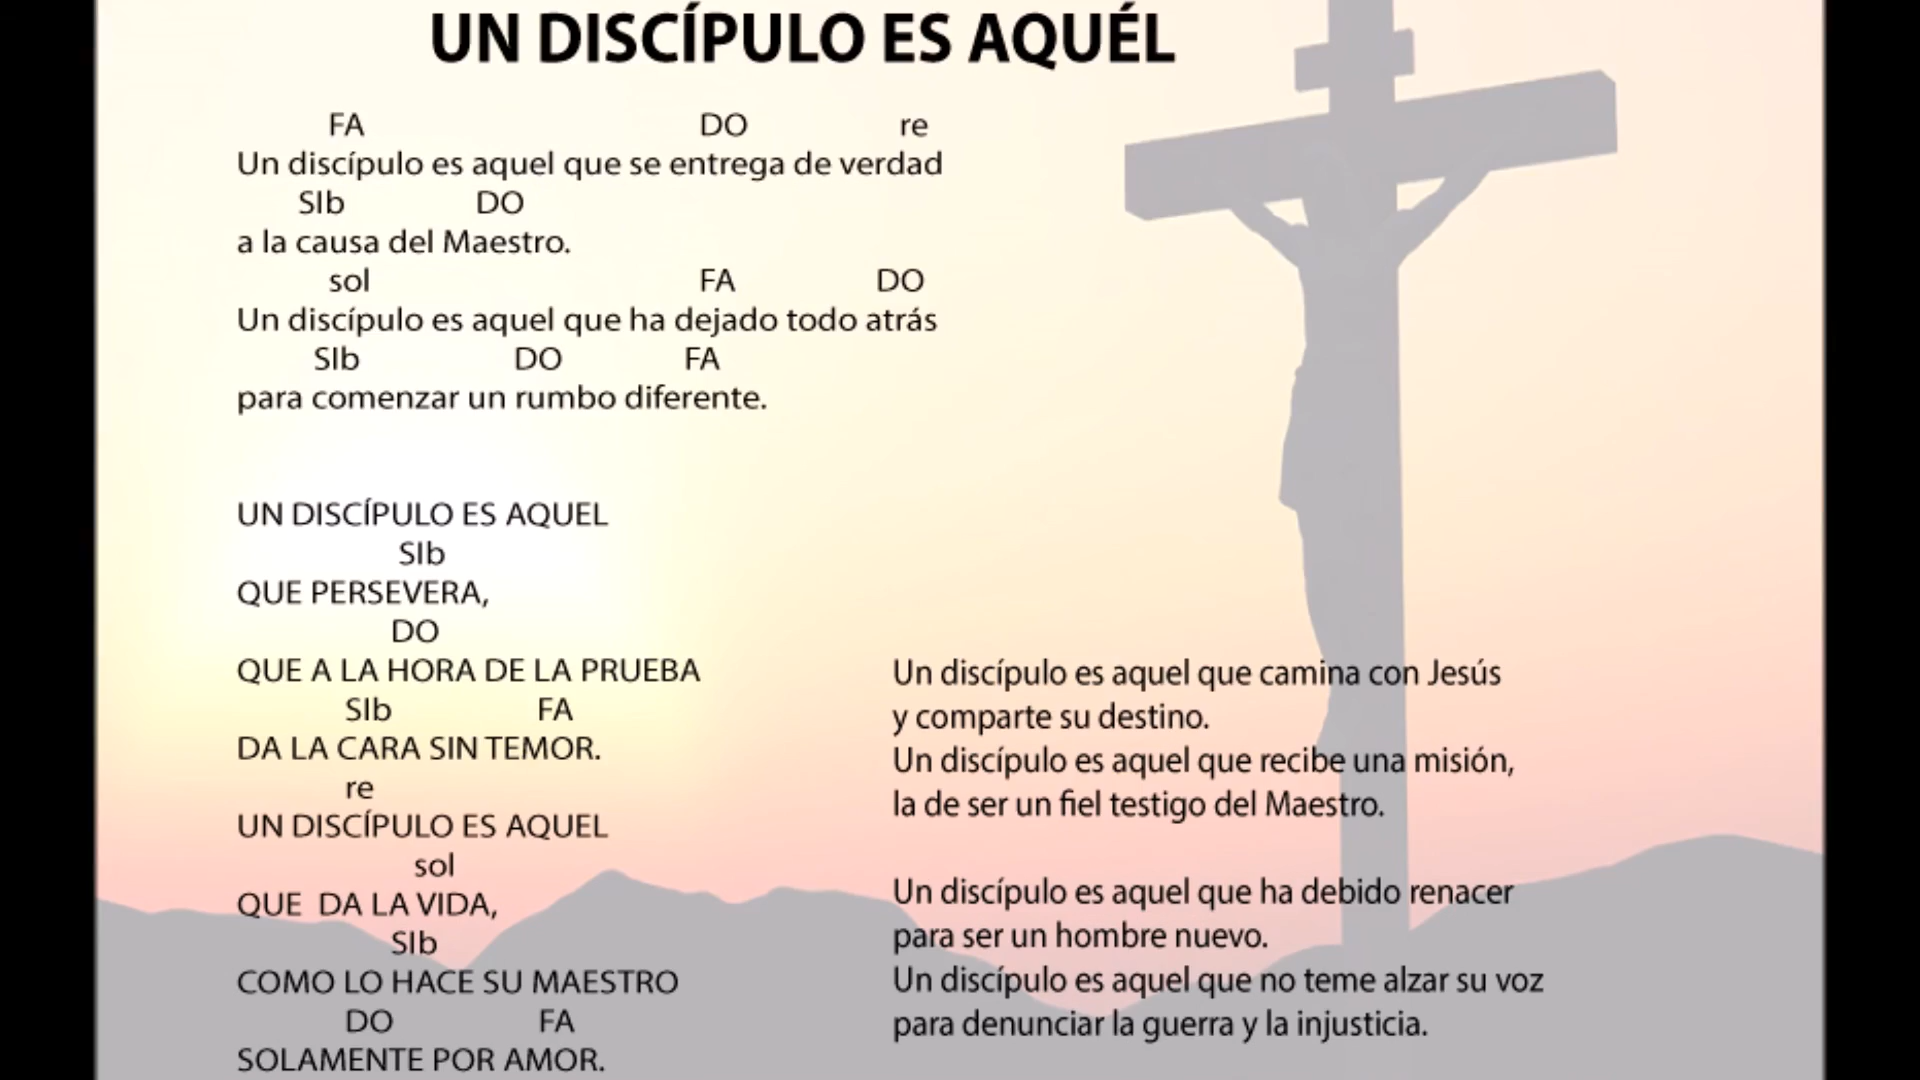 UN DISCÍPULO ES AQUÉL
FA DO re
Un discípulo es aquel que se entrega de verdad
SIb DO
a la causa del Maestro.
sol FA DO
Un discípulo es aquel que ha dejado todo atrás
SIb DO FA
para comenzar un rumbo diferente.
UN DISCÍPULO ES AQUEL
SIb
QUE PERSEVERA,
DO
QUE A LA HORA DE LA PRUEBA
SIb FA
DA LA CARA SIN TEMOR.
re
UN DISCÍPULO ES AQUEL
sol
QUE  DA LA VIDA,
SIb
COMO LO HACE SU MAESTRO
DO FA
SOLAMENTE POR AMOR.
Un discípulo es aquel que camina con Jesús
y comparte su destino.
Un discípulo es aquel que recibe una misión,
la de ser un fiel testigo del Maestro.
Un discípulo es aquel que ha debido renacer
para ser un hombre nuevo.
Un discípulo es aquel que no teme alzar su voz
para denunciar la guerra y la injusticia.